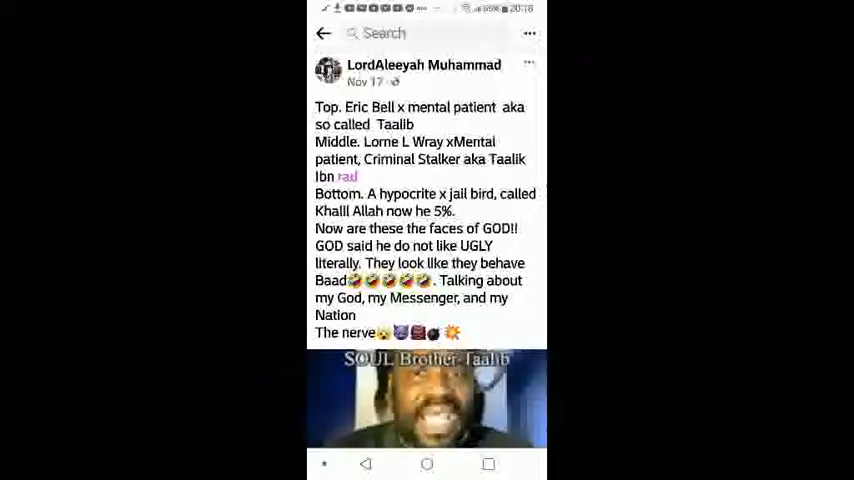 20:18
Search
LordAleeyah Muhammad
Nov 17
Top. Eric Bell x mental patient aka
so called Taalib
Middle. Lorne L Wray xMental
patient, Criminal Stalker aka Taalik
Ibn rad
Bottom. A hypocrite x jail bird, called
Khalil Allah now he 5%.
Now are these the faces of GOD!!
GOD said he do not like UGLY
literally. They look like they behave
Baad🤣🤣🤣🤣🤣. Talking about
my God, my Messenger, and my
Nation
The nerve😲😈👹💣💥
SOUL Brother Taalib